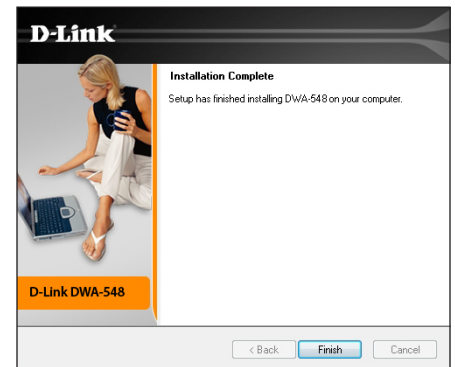 D-Link
Installation Complete
Setup has finished installing DWA-548 on your computer.
D-Link DWA-548
< Back
Finish
Cancel